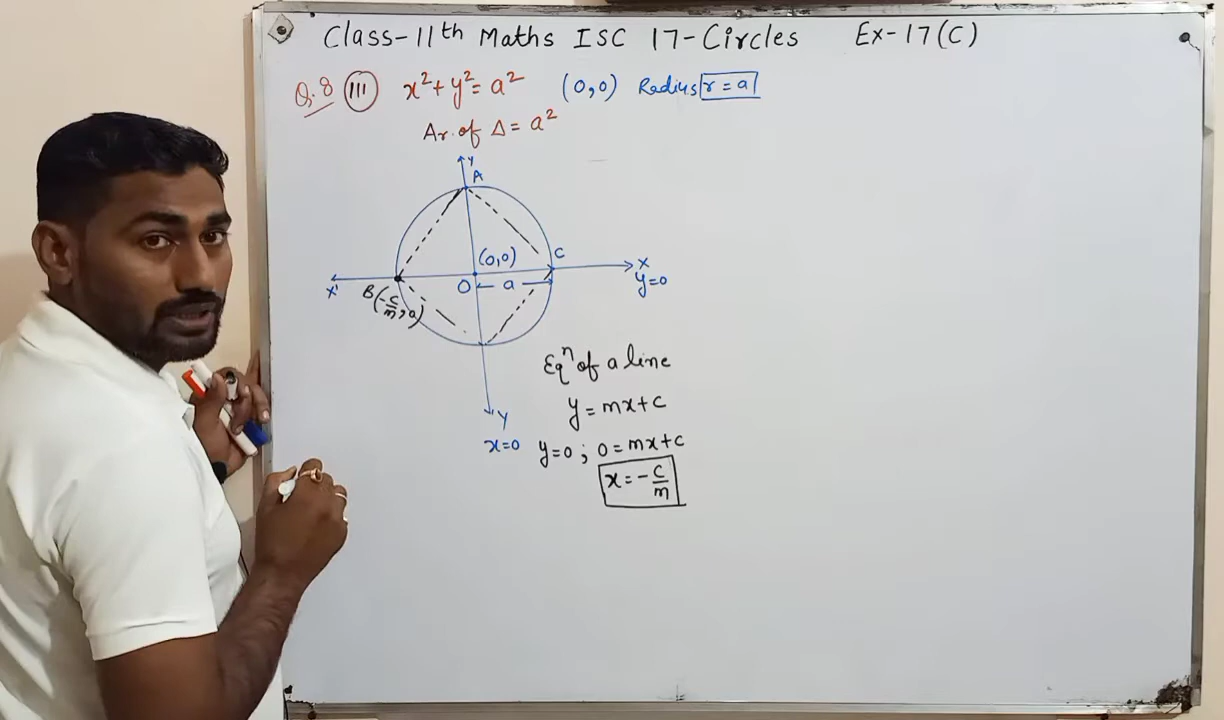 Class-11th Maths ISC 17-Circles Ex-17(C)
Q.8 (III) x²+y²=a² (0,0) Radius r=a
Ar. of Δ = a²
Y
A
(0,0)
C
X
y=0
X'
O
a
B(-c/m, 0)
Eqⁿ of a line
y=mx+c
Y
x=0
y=0; 0=mx+c
x=-c/m